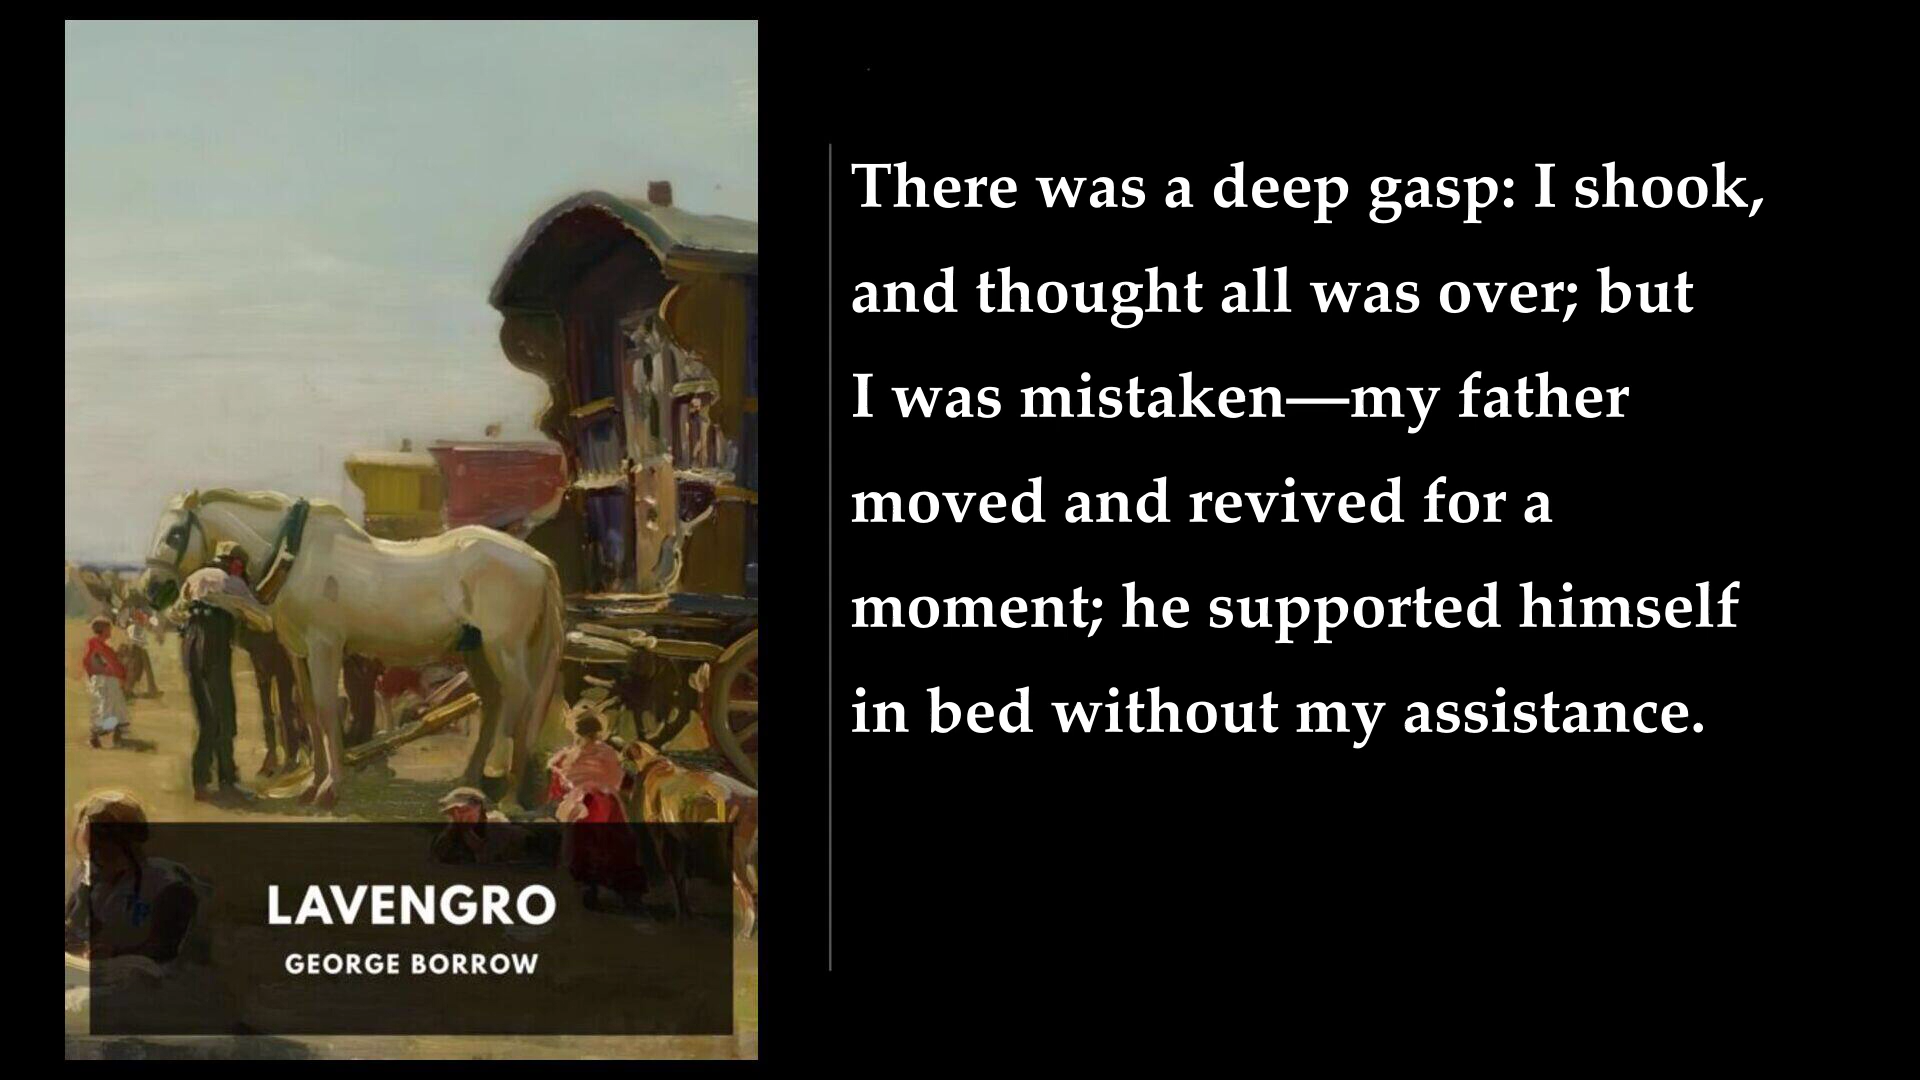 There was a deep gasp: I shook,
and thought all was over; but
I was mistaken—my father
moved and revived for a
moment; he supported himself
in bed without my assistance.
LAVENGRO
GEORGE BORROW